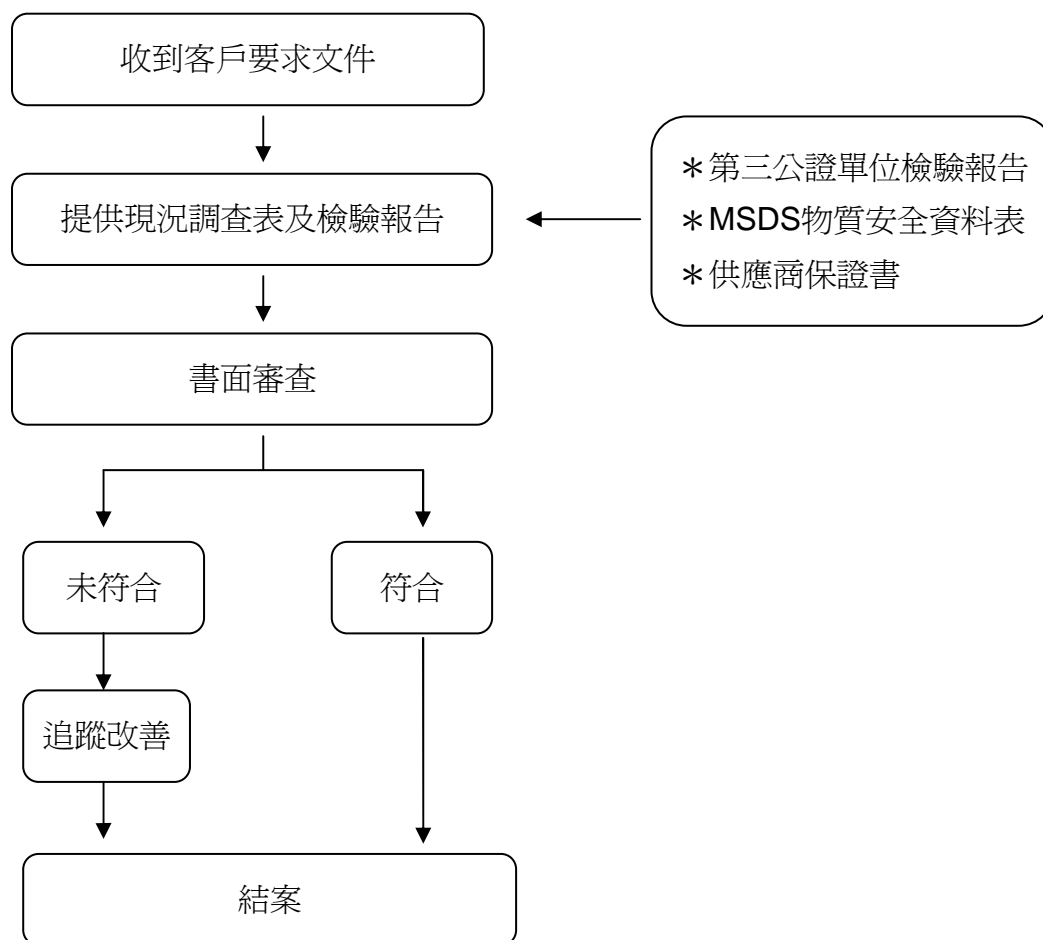 收到客戶要求文件
提供現況調查表及檢驗報告
＊第三公證單位檢驗報告
＊MSDS物質安全資料表
＊供應商保證書
書面審查
未符合
符合
追蹤改善
結案